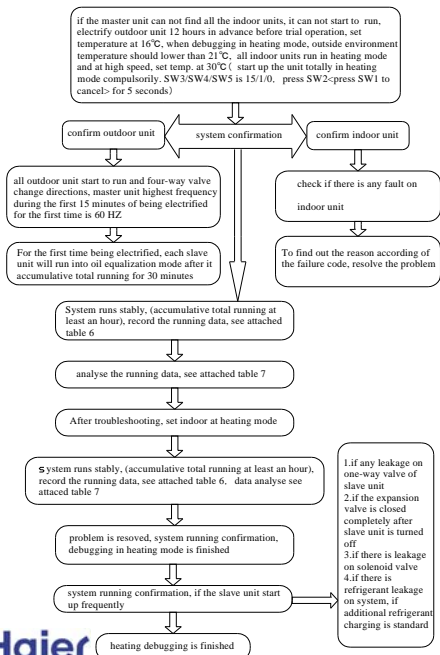 if the master unit can not find all the indoor units, it can not start to run,
electrify outdoor unit 12 hours in advance before trial operation, set
temperature at 16℃, when debugging in heating mode, outside environment
temperature should lower than 21℃, all indoor units run in heating mode
and at high speed, set temp. at 30℃( start up the unit totally in heating
mode compulsorily. SW3/SW4/SW5 is 15/1/0, press SW2<press SW1 to
cancel> for 5 seconds)
confirm outdoor unit
system confirmation
confirm indoor unit
all outdoor unit start to run and four-way valve
change directions, master unit highest frequency
during the first 15 minutes of being electrified
for the first time is 60 HZ
check if there is any fault on
indoor unit
For the first time being electrified, each slave
unit will run into oil equalization mode after it
accumulative total running for 30 minutes
To find out the reason according of
the failure code, resolve the problem
System runs stably, (accumulative total running at
least an hour), record the running data, see attached
table 6
analyse the running data, see attached table 7
After troubleshooting, set indoor at heating mode
system runs stably, (accumulative total running at least an hour),
record the running data, see attached table 6, data analyse see
attaced table 7
problem is resoved, system running confirmation,
debugging in heating mode is finished
system running confirmation, if the slave unit start
up frequently
1.if any leakage on
one-way valve of
slave unit
2.if the expansion
valve is closed
completely after
slave unit is turned
off
3.if there is leakage
on solenoid valve
4.if there is
refrigerant leakage
on system, if
additional refrigerant
charging is standard
heating debugging is finished
Haier